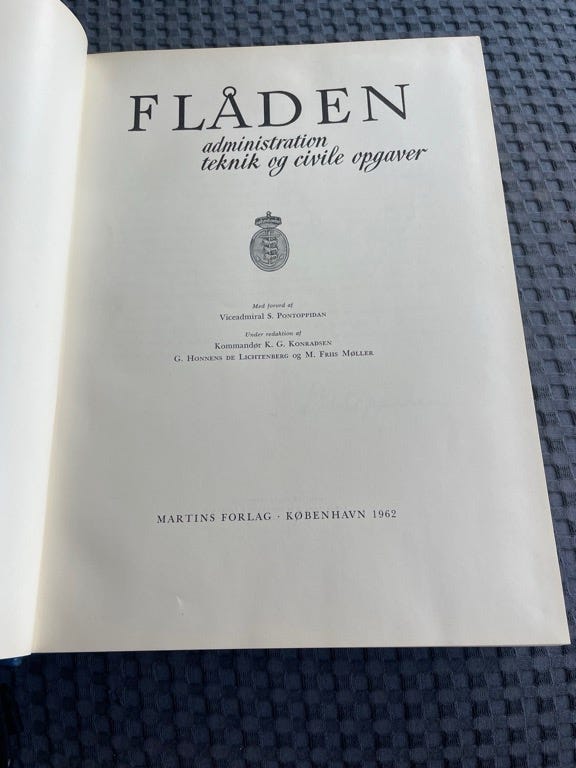 FLÅDEN
administration
teknik og civile opgaver
Med forord af
Viceadmiral S. Pontoppidan
Under redaktion af
Kommandør K. G. Konradsen
G. Honnens de Lichtenberg og M. Friis Møller
MARTINS FORLAG · KØBENHAVN 1962